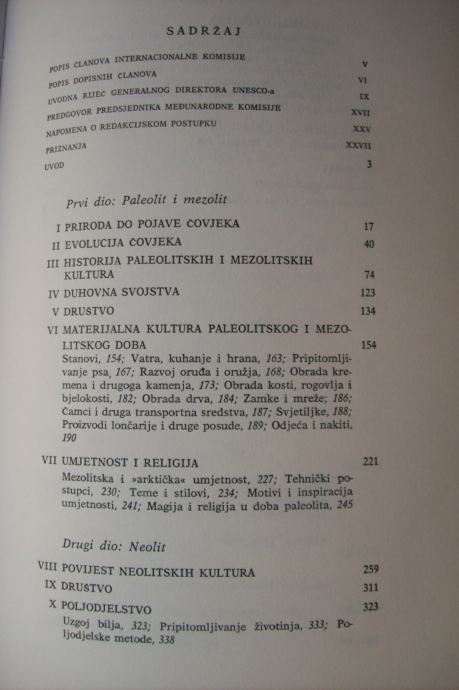 SADRŽAJ
POPIS ČLANOVA INTERNACIONALNE KOMISIJE V
POPIS DOPISNIH ČLANOVA VI
UVODNA RIJEČ GENERALNOG DIREKTORA UNESCO-a IX
PREDGOVOR PREDSJEDNIKA MEĐUNARODNE KOMISIJE XVII
NAPOMENA O REDAKCIJSKOM POSTUPKU XXV
PRIZNANJA XXVII
UVOD 3
Prvi dio: Paleolit i mezolit
I PRIRODA DO POJAVE ČOVJEKA 17
II EVOLUCIJA ČOVJEKA 40
III HISTORIJA PALEOLITSKIH I MEZOLITSKIH
KULTURA 74
IV DUHOVNA SVOJSTVA 123
V DRUŠTVO 134
VI MATERIJALNA KULTURA PALEOLITSKOG I MEZO-
LITSKOG DOBA 154
Stanovi, 154; Vatra, kuhanje i hrana, 163; Pripitomlji-
vanje psa, 167; Razvoj oruđa i oružja, 168; Obrada kre-
mena i drugoga kamenja, 173; Obrada kosti, rogovlja i
bjelokosti, 182; Obrada drva, 184; Zamke i mreže; 186;
Čamci i druga transportna sredstva, 187; Svjetiljke, 188;
Proizvodi lončarije i druge posude, 189; Odjeća i nakiti,
190
VII UMJETNOST I RELIGIJA 221
Mezolitska i »arktička« umjetnost, 227; Tehnički po-
stupci, 230; Teme i stilovi, 234; Motivi i inspiracija
umjetnosti, 241; Magija i religija u doba paleolita, 245
Drugi dio: Neolit
VIII POVIJEST NEOLITSKIH KULTURA 259
IX DRUŠTVO 311
X POLJODJELSTVO 323
Uzgoj bilja, 323; Pripitomljivanje životinja, 333; Po-
ljodjelske metode, 338